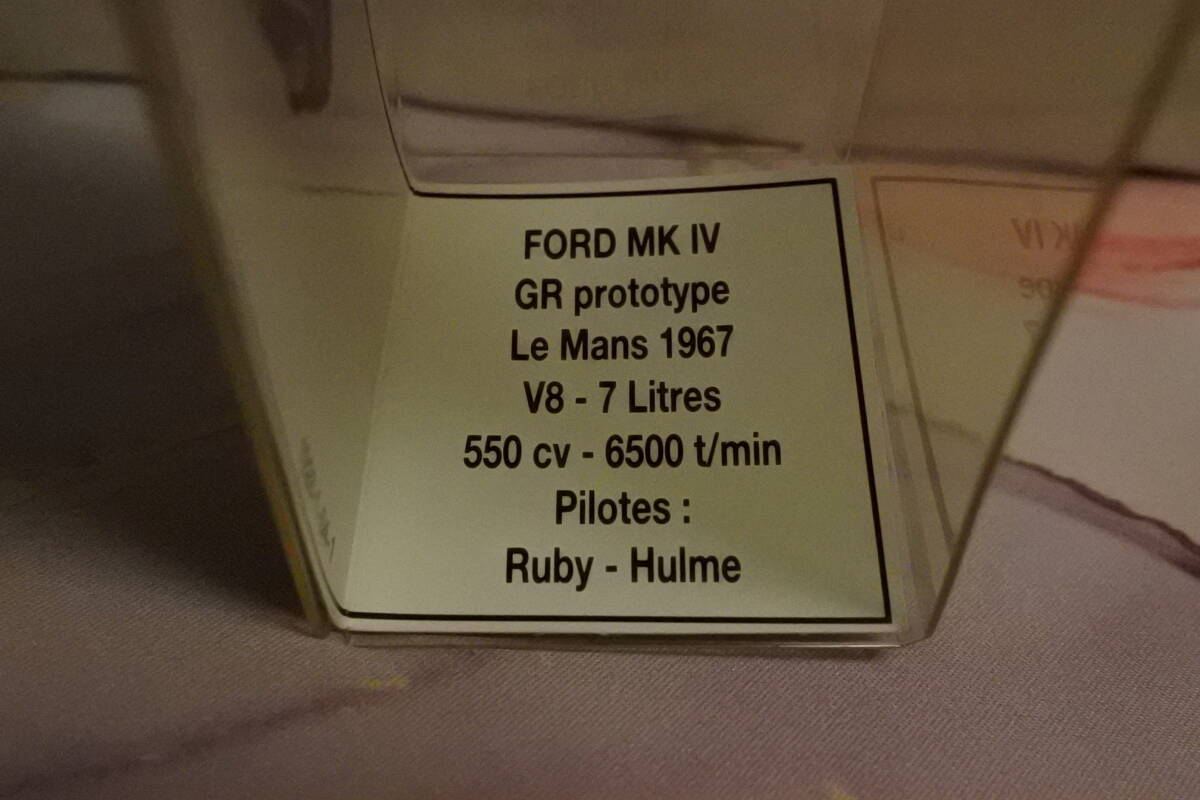 FORD MK IV
GR prototype
Le Mans 1967
V8 - 7 Litres
550 cv - 6500 t/min
Pilotes :
Ruby - Hulme